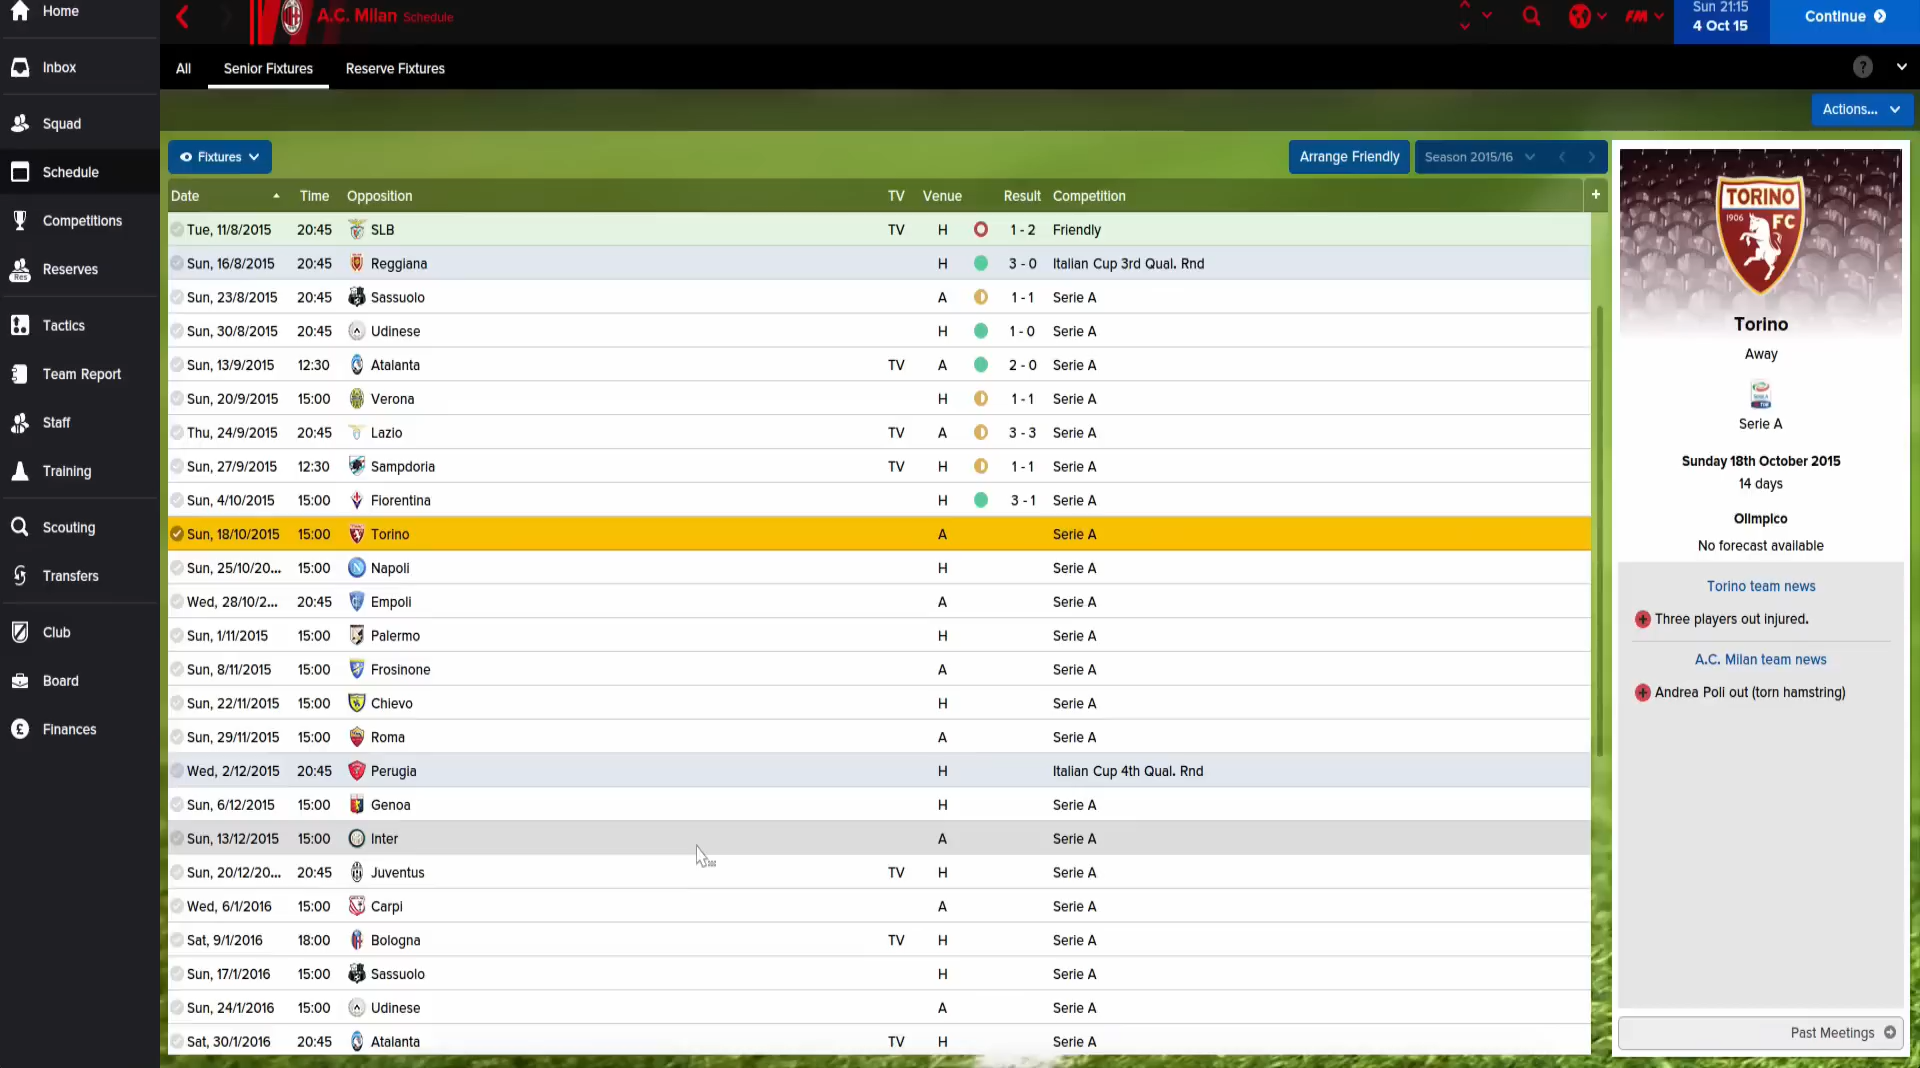 Home
Inbox
Squad
Schedule
Competitions
Res
Reserves
Tactics
Team Report
Staff
Training
Scouting
Transfers
Club
Board
Finances
A.C. Milan Schedule
FM
Sun 21:15
4 Oct 15
Continue
All Senior Fixtures Reserve Fixtures
?
Actions...
Fixtures
Arrange Friendly
Season 2015/16
Date Time Opposition TV Venue Result Competition +
Tue, 11/8/2015 20:45 SLB TV H 1 - 2 Friendly
Sun, 16/8/2015 20:45 Reggiana H 3 - 0 Italian Cup 3rd Qual. Rnd
Sun, 23/8/2015 20:45 Sassuolo A 1 - 1 Serie A
Sun, 30/8/2015 20:45 Udinese H 1 - 0 Serie A
Sun, 13/9/2015 12:30 Atalanta TV A 2 - 0 Serie A
Sun, 20/9/2015 15:00 Verona H 1 - 1 Serie A
Thu, 24/9/2015 20:45 Lazio TV A 3 - 3 Serie A
Sun, 27/9/2015 12:30 Sampdoria TV H 1 - 1 Serie A
Sun, 4/10/2015 15:00 Fiorentina H 3 - 1 Serie A
Sun, 18/10/2015 15:00 Torino A Serie A
Sun, 25/10/20... 15:00 Napoli H Serie A
Wed, 28/10/2... 20:45 Empoli A Serie A
Sun, 1/11/2015 15:00 Palermo H Serie A
Sun, 8/11/2015 15:00 Frosinone A Serie A
Sun, 22/11/2015 15:00 Chievo H Serie A
Sun, 29/11/2015 15:00 Roma A Serie A
Wed, 2/12/2015 20:45 Perugia H Italian Cup 4th Qual. Rnd
Sun, 6/12/2015 15:00 Genoa H Serie A
Sun, 13/12/2015 15:00 Inter A Serie A
Sun, 20/12/20... 20:45 Juventus TV H Serie A
Wed, 6/1/2016 15:00 Carpi A Serie A
Sat, 9/1/2016 18:00 Bologna TV H Serie A
Sun, 17/1/2016 15:00 Sassuolo H Serie A
Sun, 24/1/2016 15:00 Udinese A Serie A
Sat, 30/1/2016 20:45 Atalanta TV H Serie A
TORINO
1906 FC
Torino
Away
Serie A
Sunday 18th October 2015
14 days
Olimpico
No forecast available
Torino team news
Three players out injured.
A.C. Milan team news
Andrea Poli out (torn hamstring)
Past Meetings